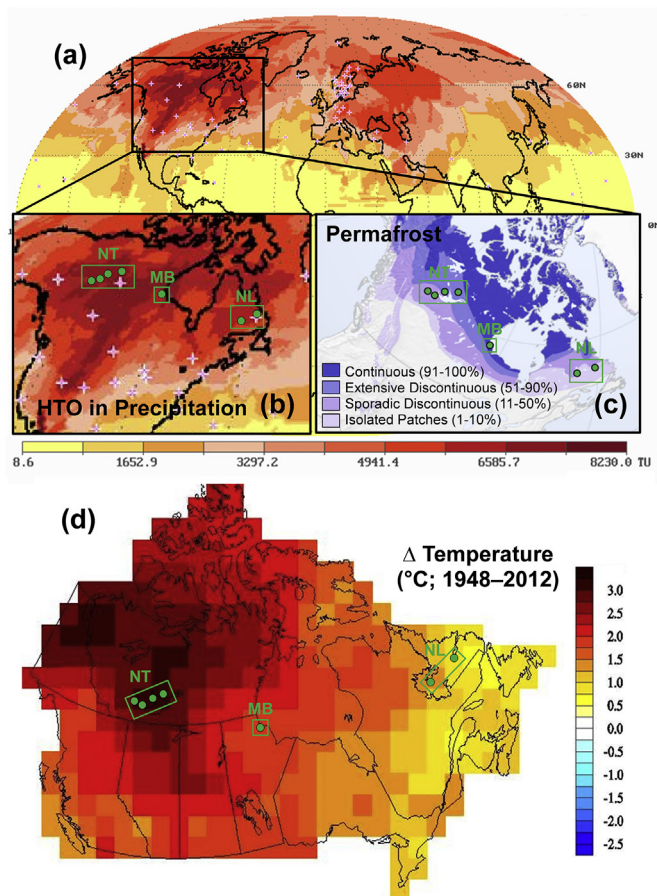 (a)
60N
30N
0N
NT
MB
NL
HTO in Precipitation
(b)
Permafrost
NT
MB
NL
Continuous (91-100%)
Extensive Discontinuous (51-90%)
Sporadic Discontinuous (11-50%)
Isolated Patches (1-10%)
(c)
8.6 1652.9 3297.2 4941.4 6585.7 8230.0 TU
(d)
Δ Temperature
(°C; 1948–2012)
NT
MB
NL
3.0
2.5
2.0
1.5
1.0
0.5
0.0
-0.5
-1.0
-1.5
-2.0
-2.5